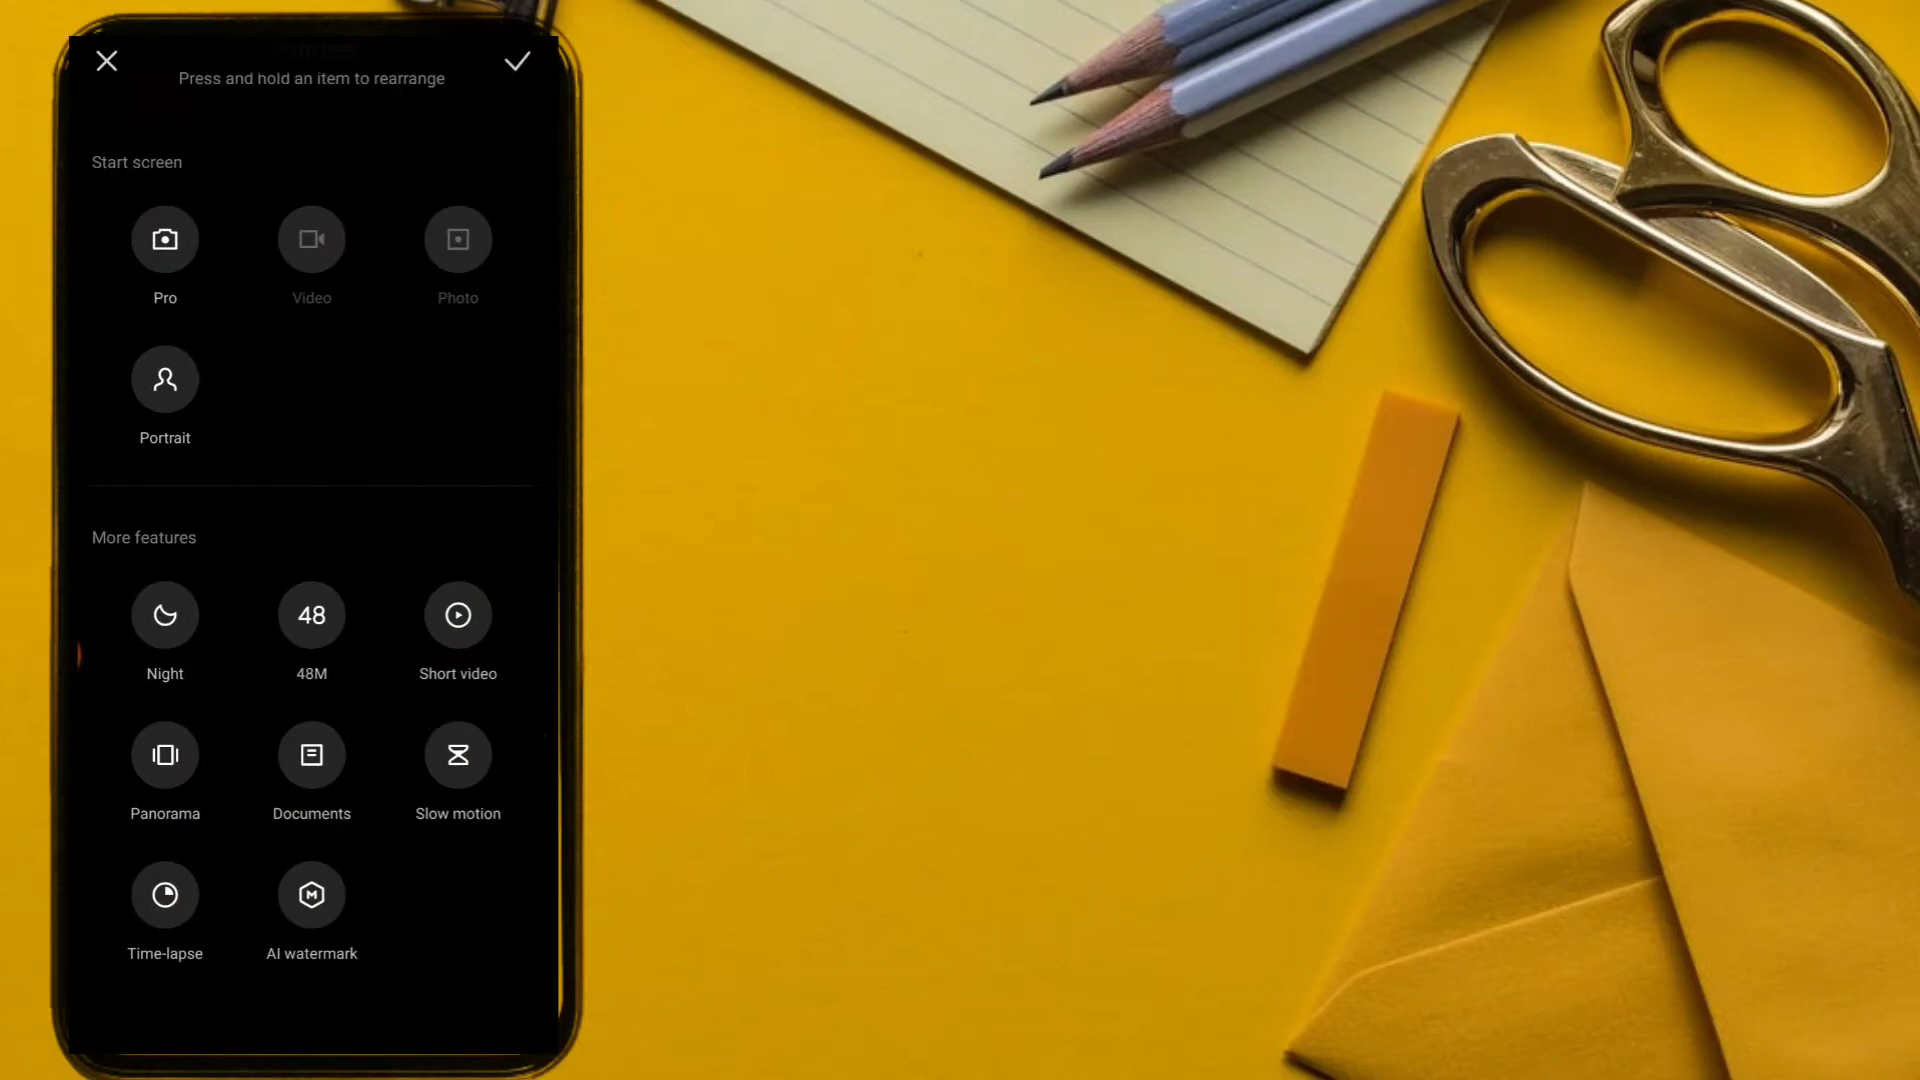 Press and hold an item to rearrange
Start screen
Pro
Video
Photo
Portrait
More features
Night
48
48M
Short video
Panorama
Documents
Slow motion
Time-lapse
M
AI watermark